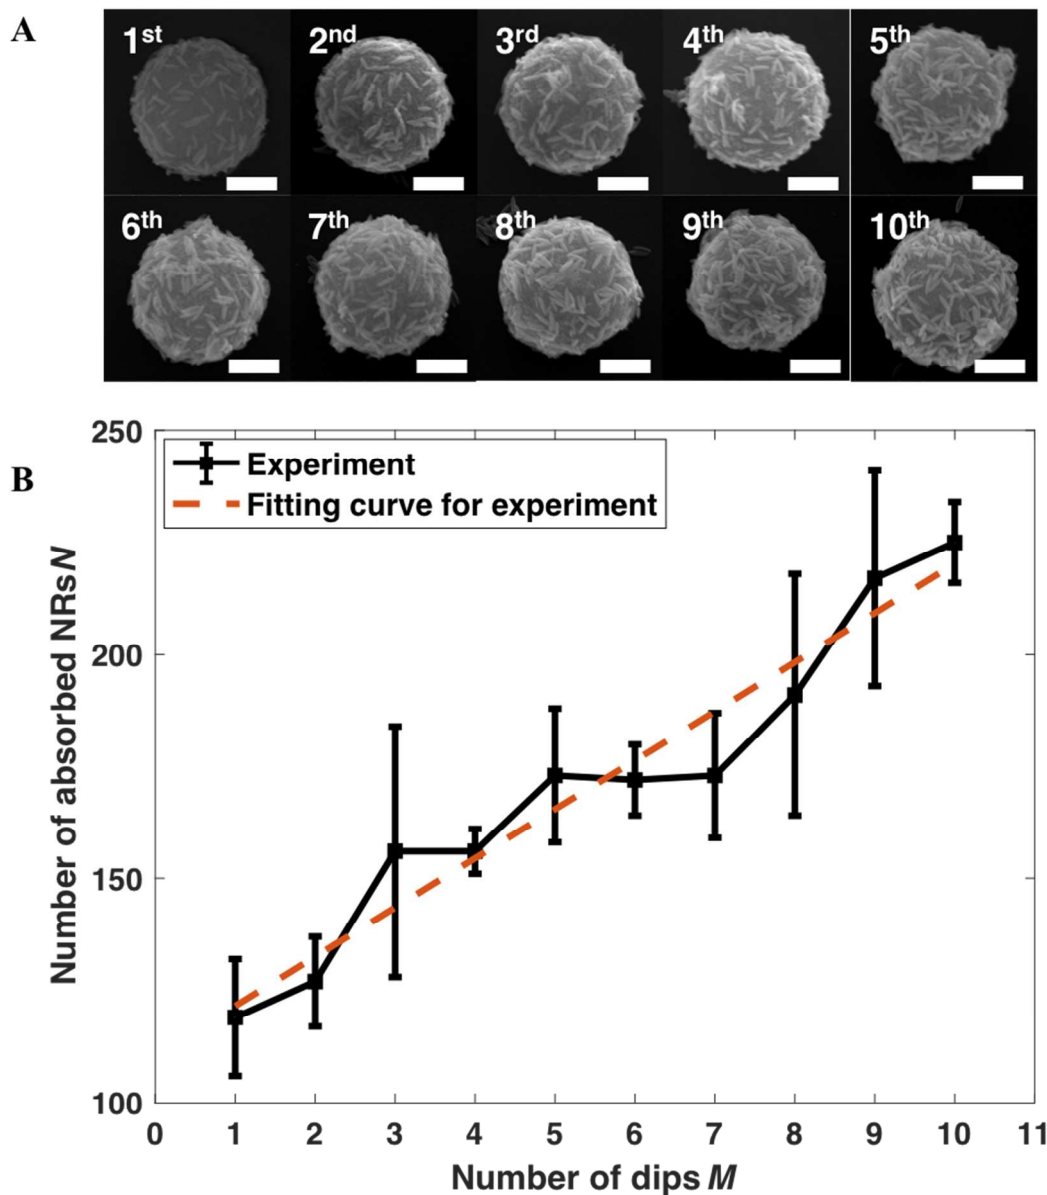 A
1st
2nd
3rd
4th
5th
6th
7th
8th
9th
10th
B
250
200
150
100
Experiment
Fitting curve for experiment
Number of absorbed NRs N
0 1 2 3 4 5 6 7 8 9 10 11
Number of dips M